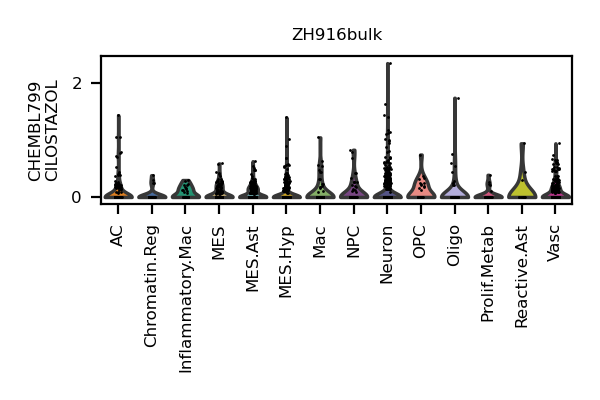 ZH916bulk
CHEMBL799
CILOSTAZOL
2
0
AC
Chromatin.Reg
Inflammatory.Mac
MES
MES.Ast
MES.Hyp
Mac
NPC
Neuron
OPC
Oligo
Prolif.Metab
Reactive.Ast
Vasc